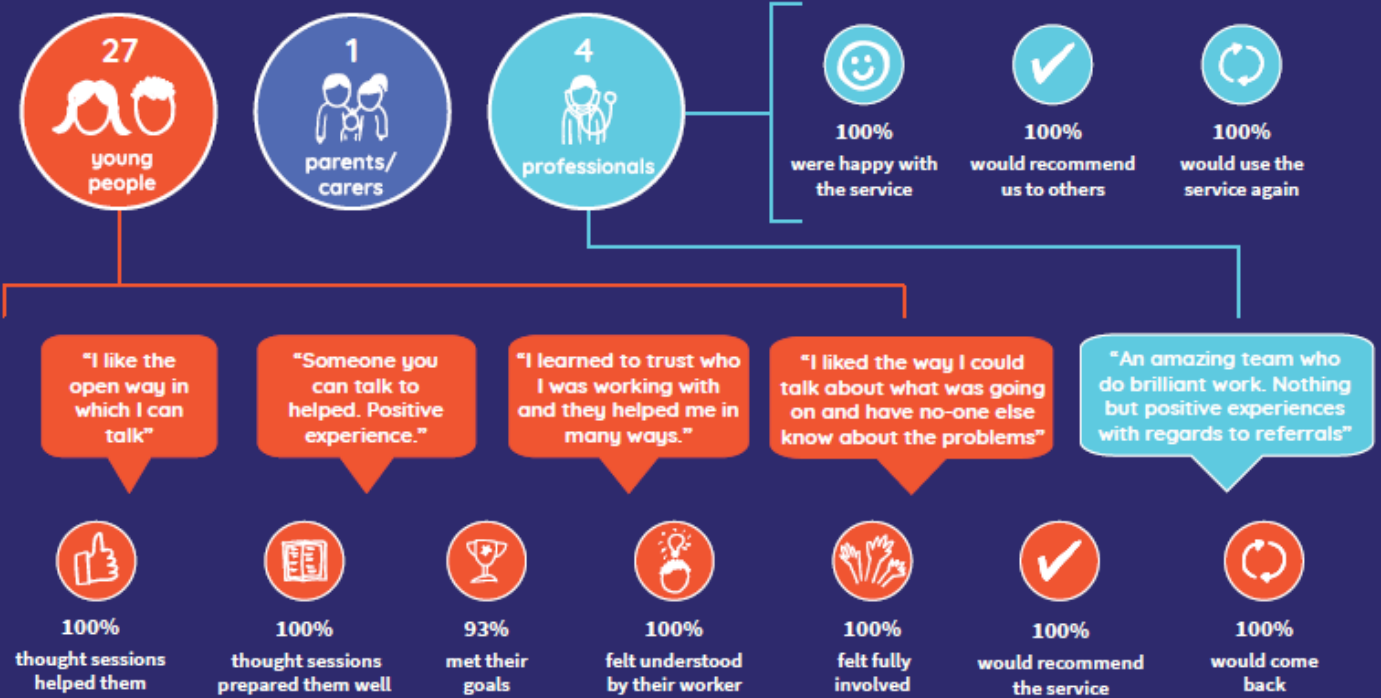 27
young
people
1
parents/
carers
4
professionals
100%
were happy with
the service
100%
would recommend
us to others
100%
would use the
service again
“I like the
open way in
which I can
talk”
“Someone you
can talk to
helped. Positive
experience.”
“I learned to trust who
I was working with
and they helped me in
many ways.”
“I liked the way I could
talk about what was going
on and have no-one else
know about the problems”
“An amazing team who
do brilliant work. Nothing
but positive experiences
with regards to referrals”
100%
thought sessions
helped them
100%
thought sessions
prepared them well
93%
met their
goals
100%
felt understood
by their worker
100%
felt fully
involved
100%
would recommend
the service
100%
would come
back